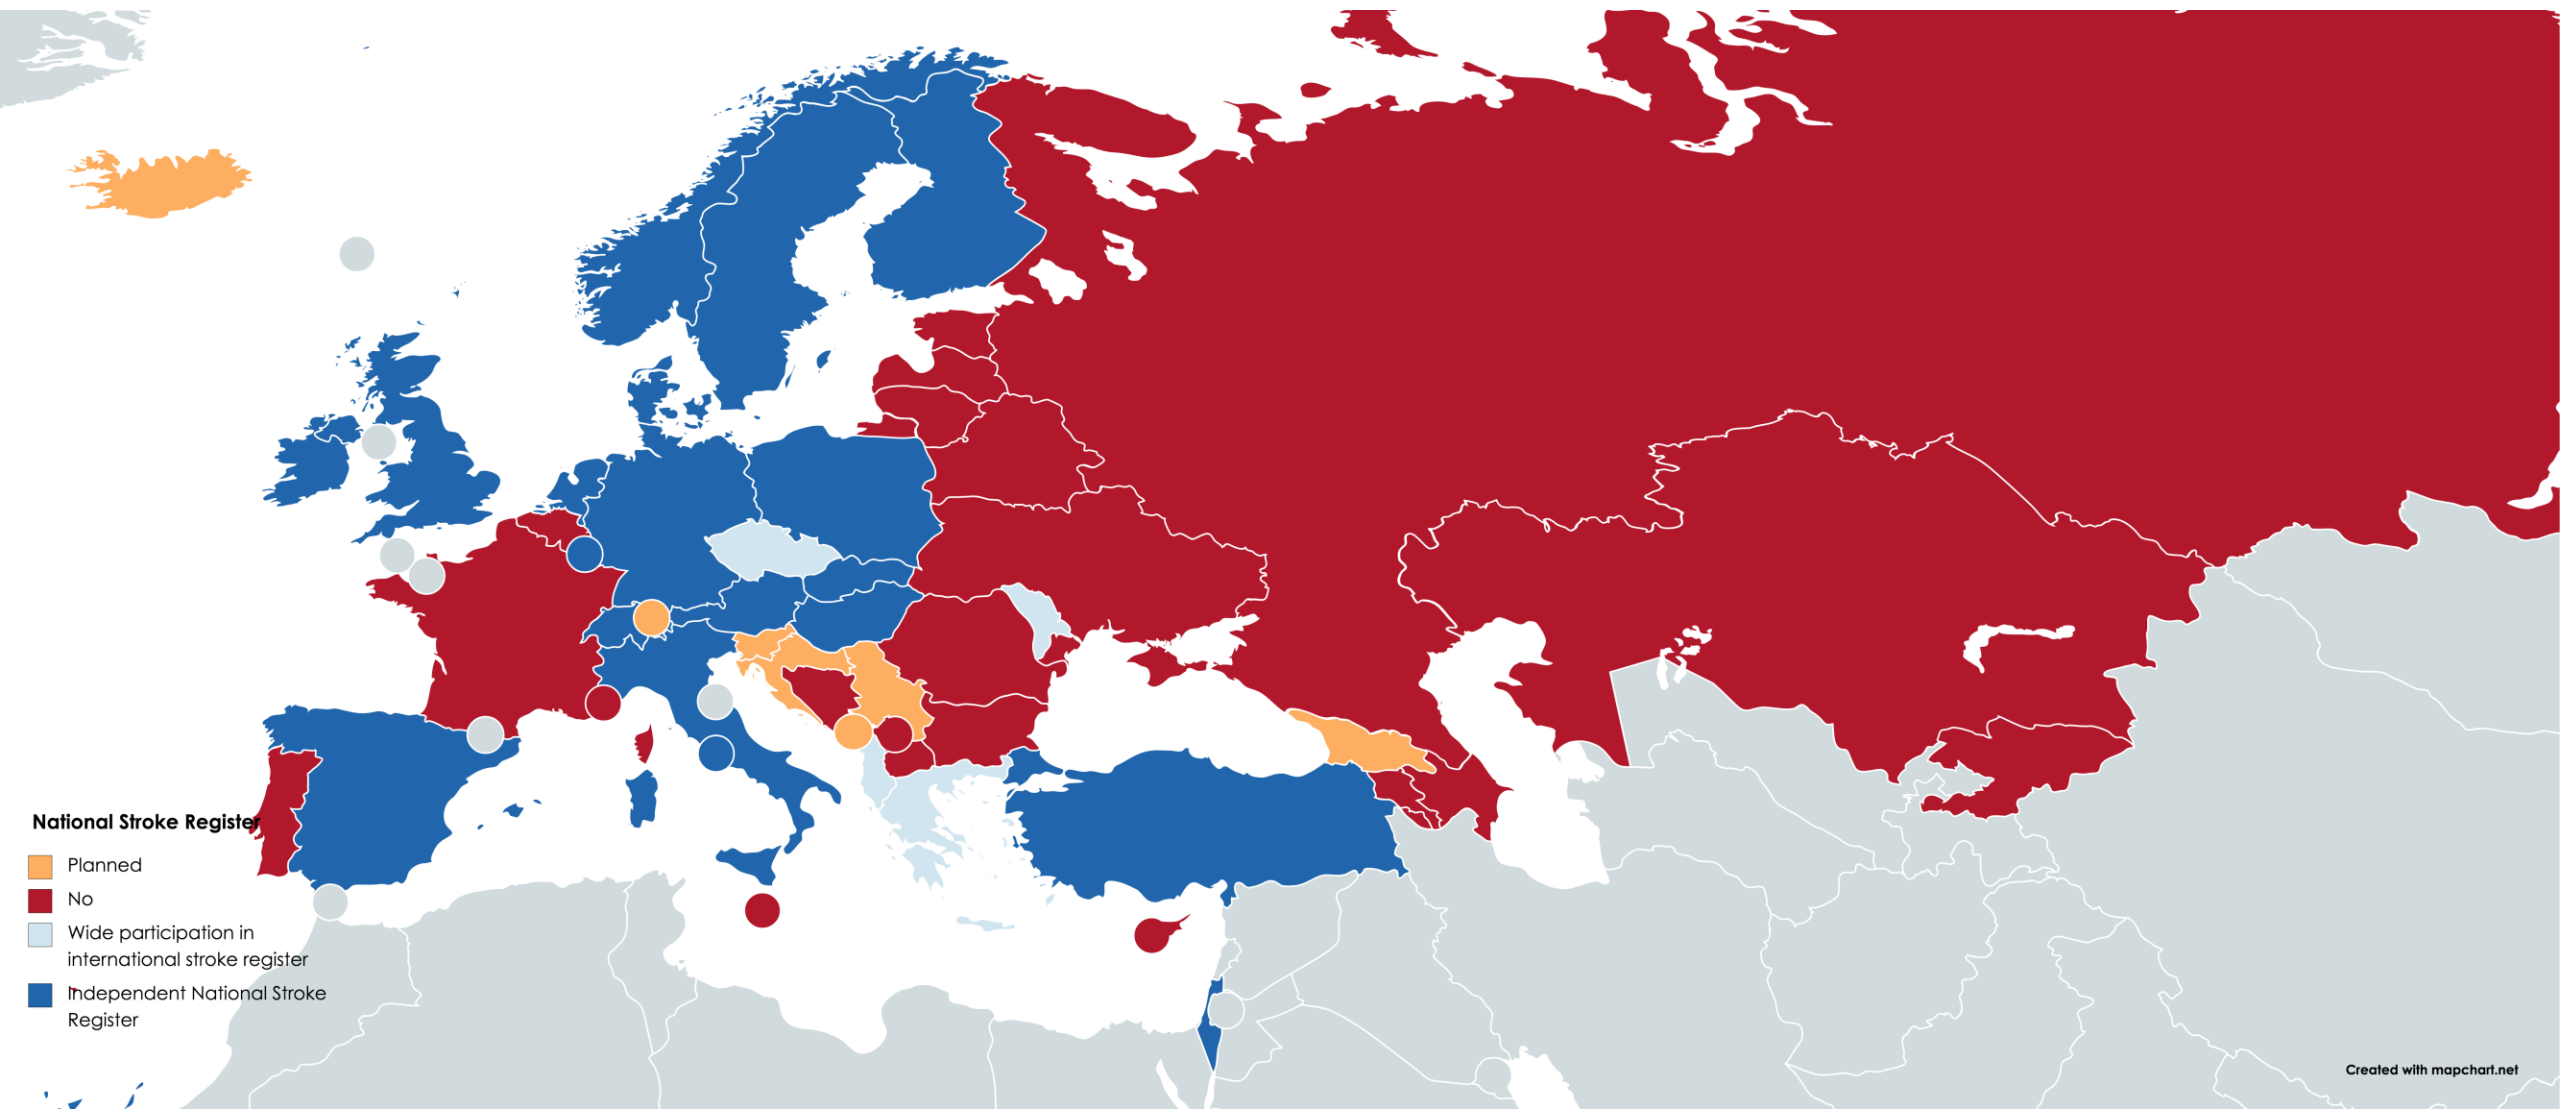 National Stroke Register
Planned
No
Wide participation in
international stroke register
Independent National Stroke
Register
Created with mapchart.net